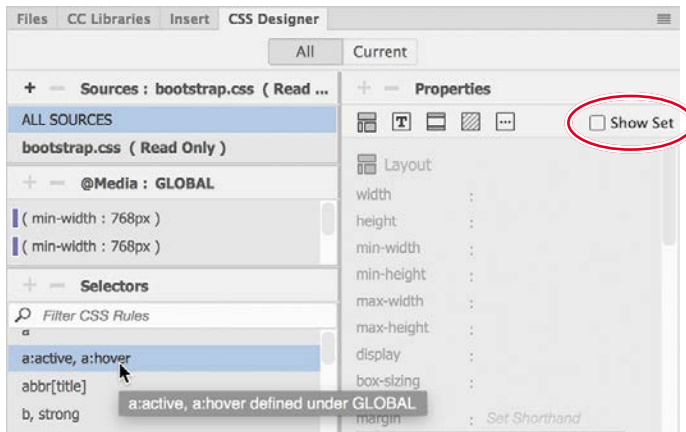 Files CC Libraries Insert CSS Designer
All Current
+ − Sources : bootstrap.css ( Read ...
ALL SOURCES
bootstrap.css ( Read Only )
+ − @Media : GLOBAL
( min-width : 768px )
( min-width : 768px )
+ − Selectors
Filter CSS Rules
a
a:active, a:hover
abbr[title]
b, strong
a:active, a:hover defined under GLOBAL
+ − Properties
T
Show Set
Layout
width :
height :
min-width :
min-height :
max-width :
max-height :
display :
box-sizing :
margin : Set Shorthand